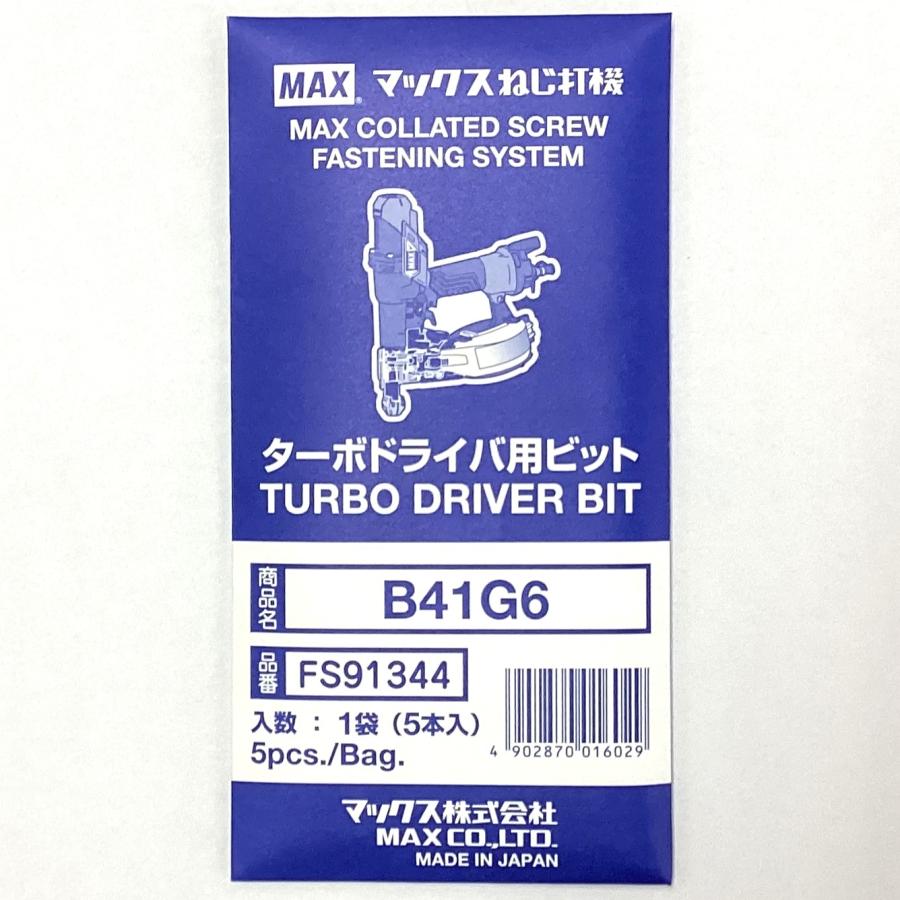 MAX® マックスねじ打機
MAX COLLATED SCREW
FASTENING SYSTEM
MAX
ターボドライバ用ビット
TURBO DRIVER BIT
商品名 B41G6
品番 FS91344
入数 : 1袋(5本入)
5pcs./Bag.
4 902870 016029
マックス株式会社
MAX CO.,LTD.
MADE IN JAPAN